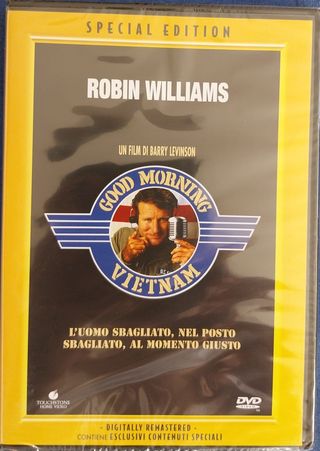 SPECIAL EDITION
ROBIN WILLIAMS
UN FILM DI BARRY LEVINSON
GOOD MORNING
VIETNAM
L'UOMO SBAGLIATO, NEL POSTO
SBAGLIATO, AL MOMENTO GIUSTO
TOUCHSTONE
HOME VIDEO
DVD
VIDEO
· DIGITALLY REMASTERED ·
CONTIENE ESCLUSIVI CONTENUTI SPECIALI